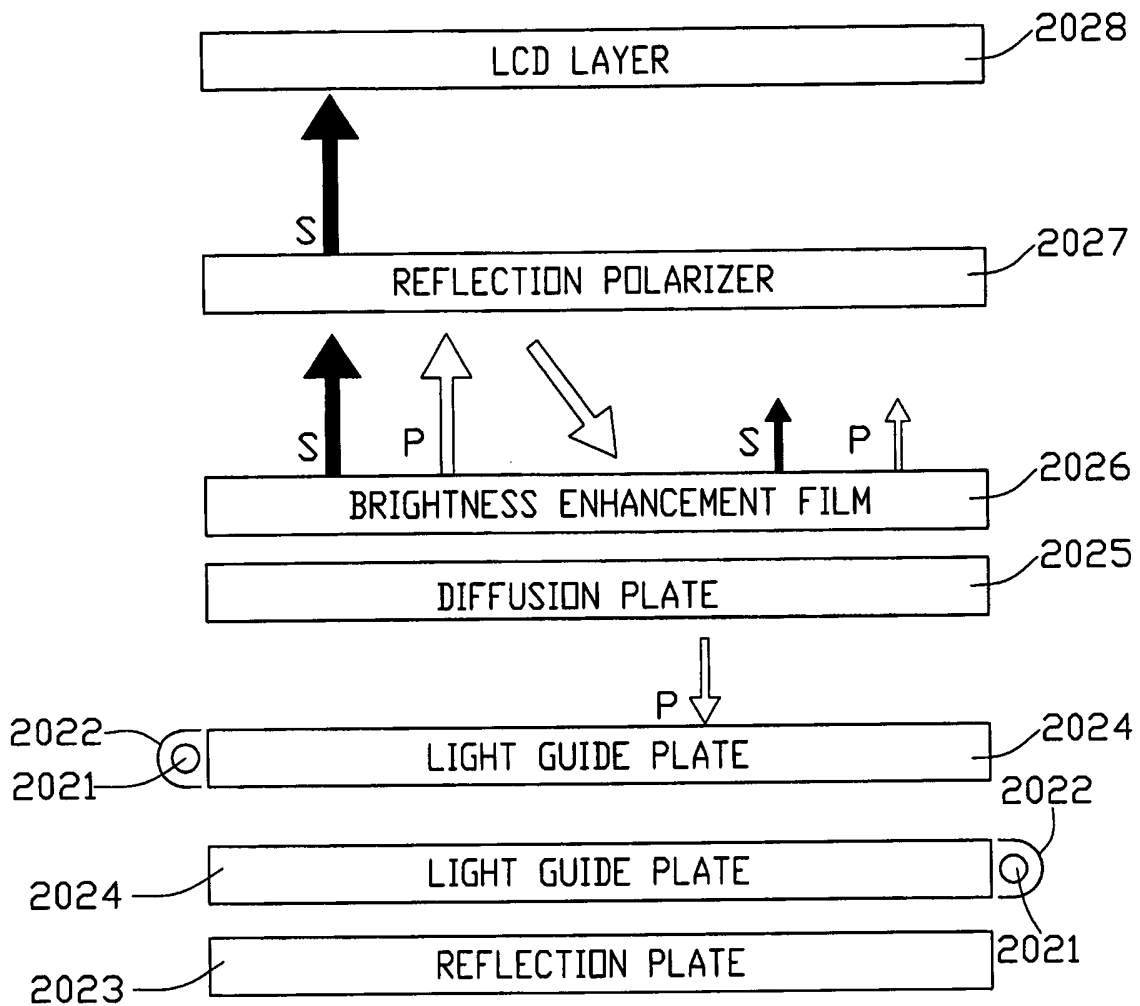 2028
LCD LAYER
S
2027
REFLECTION POLARIZER
S P S P
2026
BRIGHTNESS ENHANCEMENT FILM
2025
DIFFUSION PLATE
P
2022
2024
LIGHT GUIDE PLATE
2021
2022
LIGHT GUIDE PLATE
2024
2021
REFLECTION PLATE
2023